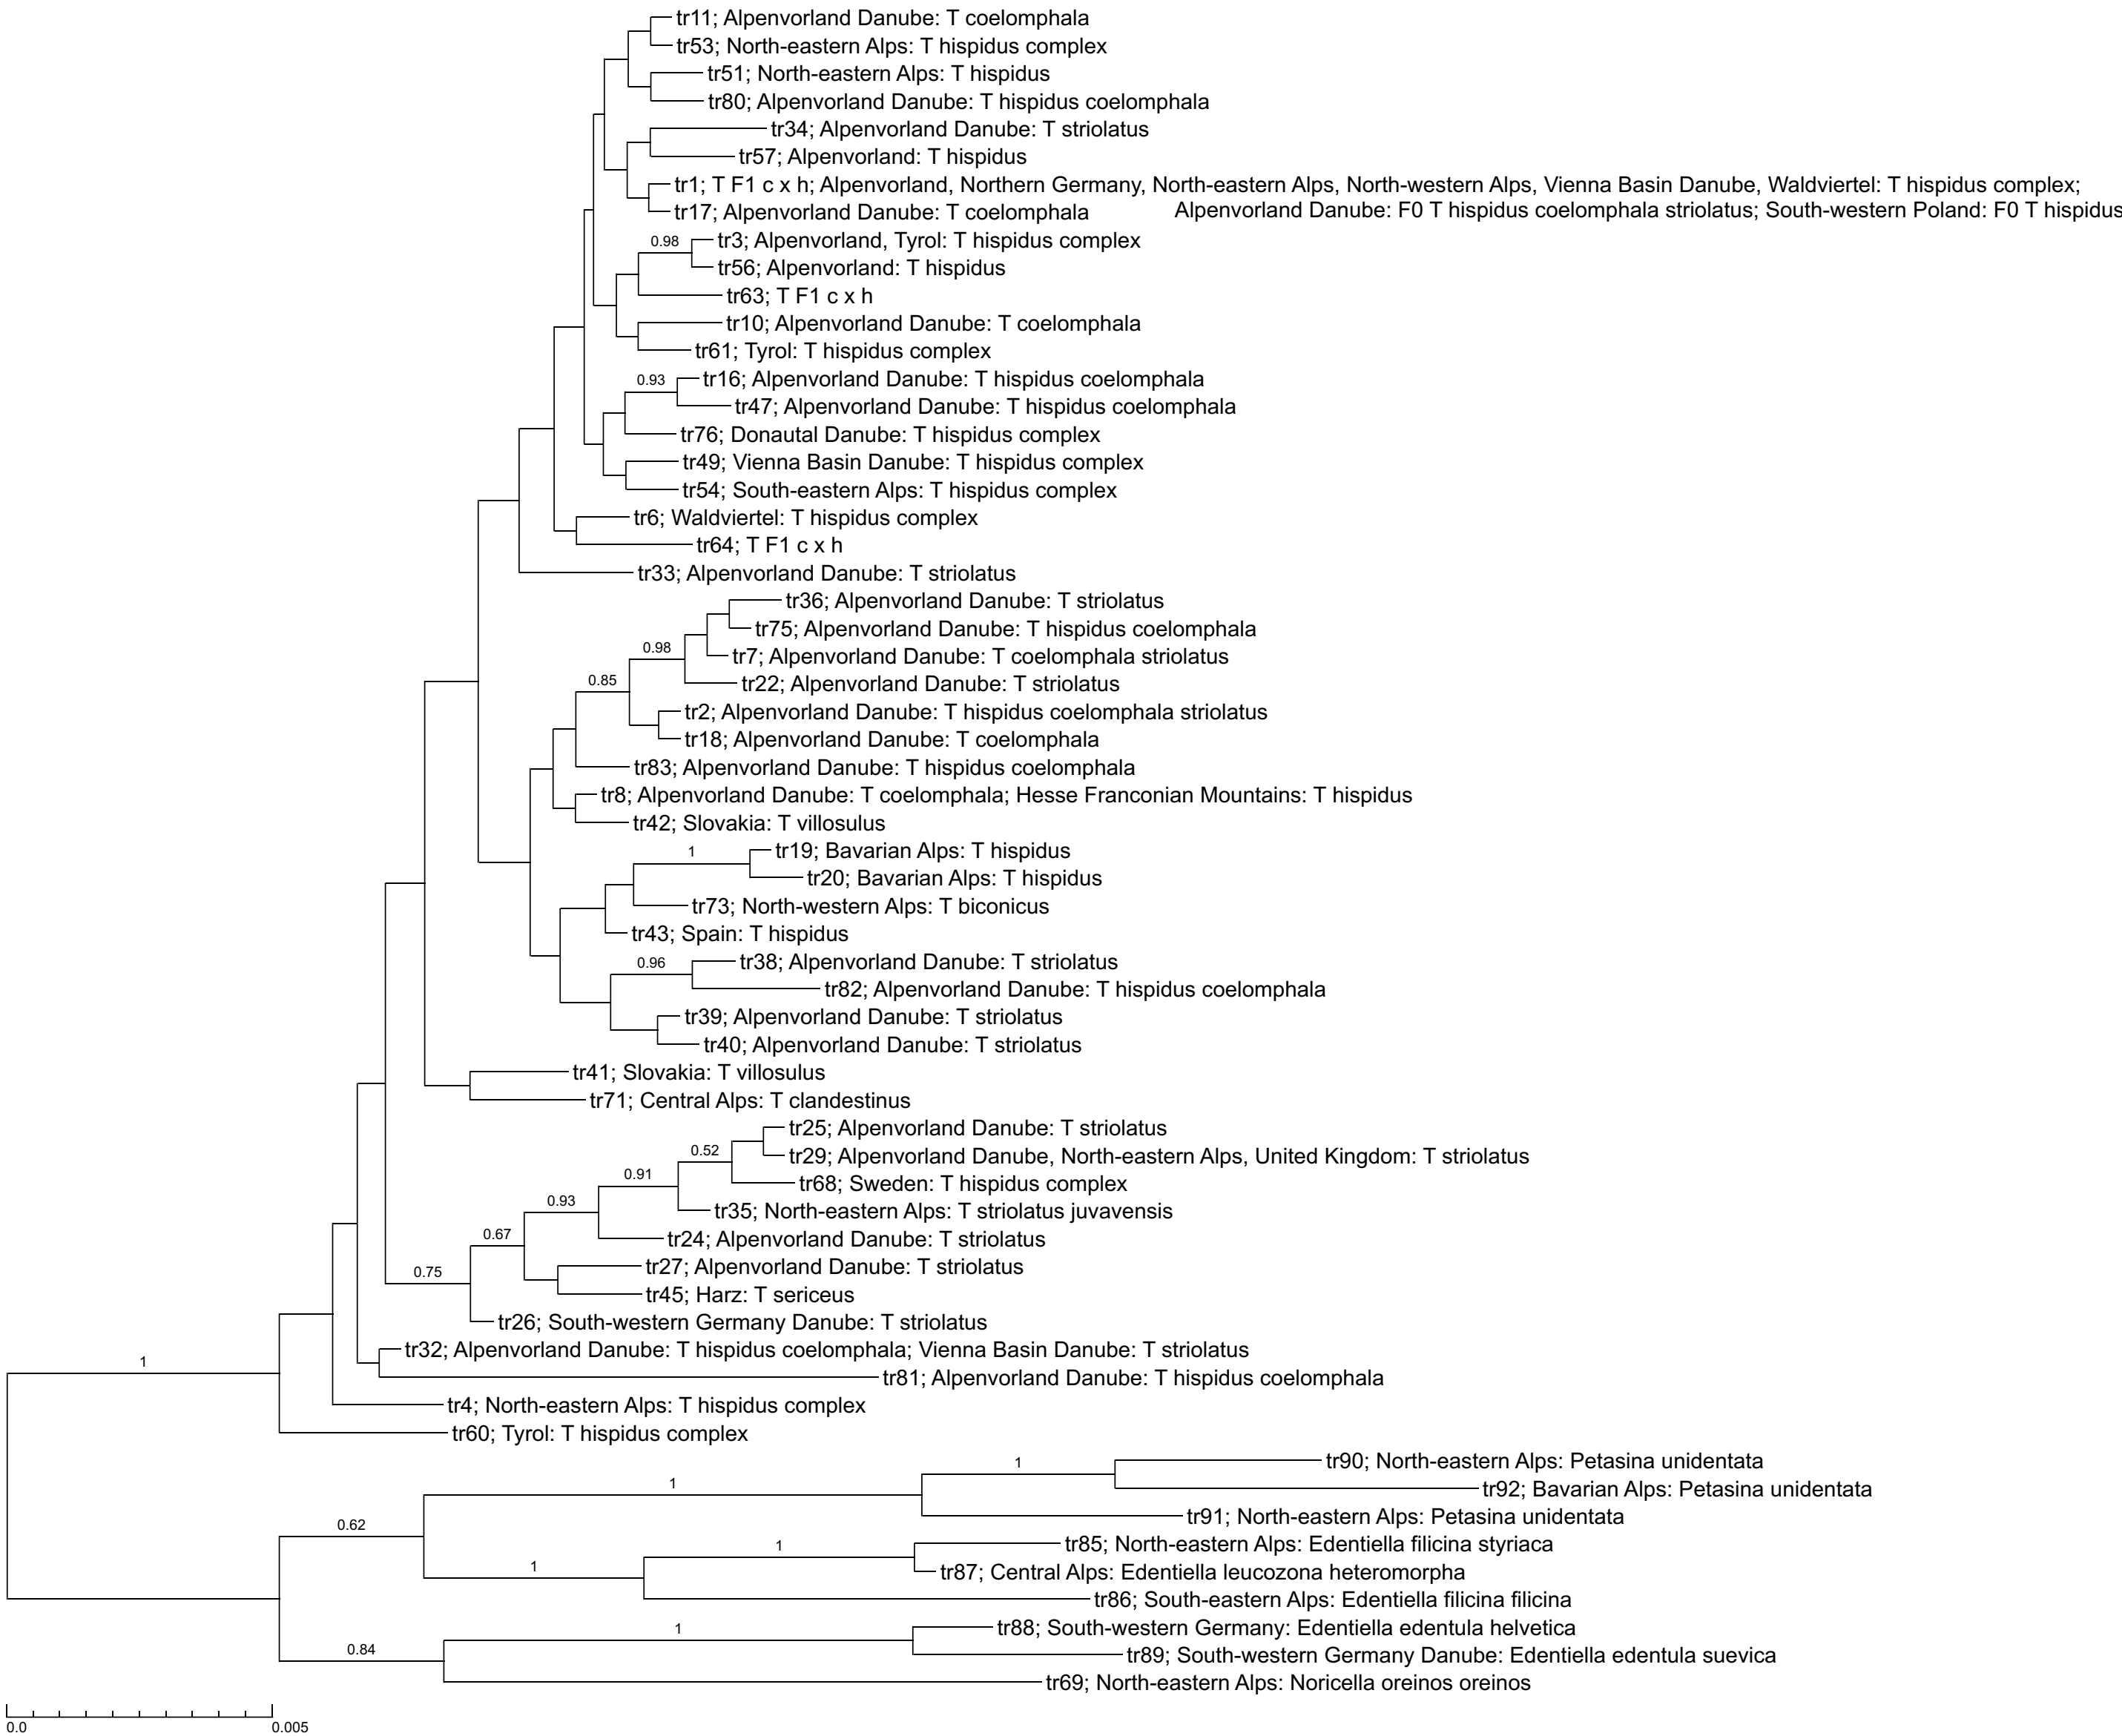 tr11; Alpenvorland Danube: T coelomphala
tr53; North-eastern Alps: T hispidus complex
tr51; North-eastern Alps: T hispidus
tr80; Alpenvorland Danube: T hispidus coelomphala
tr34; Alpenvorland Danube: T striolatus
tr57; Alpenvorland: T hispidus
tr1; T F1 c x h; Alpenvorland, Northern Germany, North-eastern Alps, North-western Alps, Vienna Basin Danube, Waldviertel: T hispidus complex;
tr17; Alpenvorland Danube: T coelomphala
Alpenvorland Danube: F0 T hispidus coelomphala striolatus; South-western Poland: F0 T hispidus
0.98
tr3; Alpenvorland, Tyrol: T hispidus complex
tr56; Alpenvorland: T hispidus
tr63; T F1 c x h
tr10; Alpenvorland Danube: T coelomphala
tr61; Tyrol: T hispidus complex
0.93
tr16; Alpenvorland Danube: T hispidus coelomphala
tr47; Alpenvorland Danube: T hispidus coelomphala
tr76; Donautal Danube: T hispidus complex
tr49; Vienna Basin Danube: T hispidus complex
tr54; South-eastern Alps: T hispidus complex
tr6; Waldviertel: T hispidus complex
tr64; T F1 c x h
tr33; Alpenvorland Danube: T striolatus
tr36; Alpenvorland Danube: T striolatus
tr75; Alpenvorland Danube: T hispidus coelomphala
0.98
tr7; Alpenvorland Danube: T coelomphala striolatus
0.85
tr22; Alpenvorland Danube: T striolatus
tr2; Alpenvorland Danube: T hispidus coelomphala striolatus
tr18; Alpenvorland Danube: T coelomphala
tr83; Alpenvorland Danube: T hispidus coelomphala
tr8; Alpenvorland Danube: T coelomphala; Hesse Franconian Mountains: T hispidus
tr42; Slovakia: T villosulus
1
tr19; Bavarian Alps: T hispidus
tr20; Bavarian Alps: T hispidus
tr73; North-western Alps: T biconicus
tr43; Spain: T hispidus
0.96
tr38; Alpenvorland Danube: T striolatus
tr82; Alpenvorland Danube: T hispidus coelomphala
tr39; Alpenvorland Danube: T striolatus
tr40; Alpenvorland Danube: T striolatus
tr41; Slovakia: T villosulus
tr71; Central Alps: T clandestinus
tr25; Alpenvorland Danube: T striolatus
0.52
tr29; Alpenvorland Danube, North-eastern Alps, United Kingdom: T striolatus
0.91
tr68; Sweden: T hispidus complex
0.93
tr35; North-eastern Alps: T striolatus juvavensis
0.67
tr24; Alpenvorland Danube: T striolatus
0.75
tr27; Alpenvorland Danube: T striolatus
tr45; Harz: T sericeus
tr26; South-western Germany Danube: T striolatus
tr32; Alpenvorland Danube: T hispidus coelomphala; Vienna Basin Danube: T striolatus
1
tr81; Alpenvorland Danube: T hispidus coelomphala
tr4; North-eastern Alps: T hispidus complex
tr60; Tyrol: T hispidus complex
1
tr90; North-eastern Alps: Petasina unidentata
1
tr92; Bavarian Alps: Petasina unidentata
0.62
tr91; North-eastern Alps: Petasina unidentata
1
tr85; North-eastern Alps: Edentiella filicina styriaca
1
tr87; Central Alps: Edentiella leucozona heteromorpha
tr86; South-eastern Alps: Edentiella filicina filicina
1
tr88; South-western Germany: Edentiella edentula helvetica
0.84
tr89; South-western Germany Danube: Edentiella edentula suevica
tr69; North-eastern Alps: Noricella oreinos oreinos
0.0
0.005